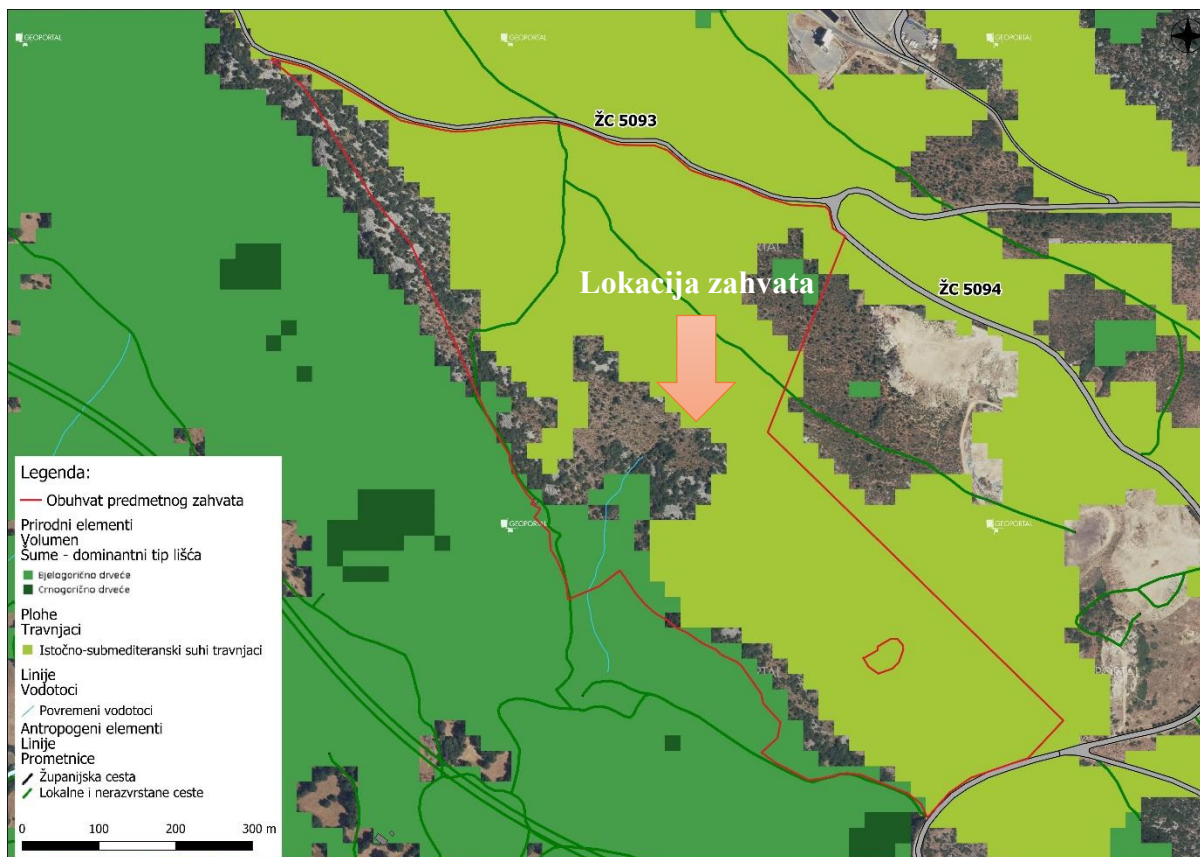 GEOPORTAL
GEOPORTAL
GEOPORTAL
ŽC 5093
Lokacija zahvata
ŽC 5094
GEOPORTAL
GEOPORTAL
Legenda:
Obuhvat predmetnog zahvata
Prirodni elementi
Volumen
Šume - dominantni tip lišća
Bjelogorično drveće
Crnogorično drveće
Plohe
Travnjaci
Istočno-submediteranski suhi travnjaci
Linije
Vodotoci
Povremeni vodotoci
Antropogeni elementi
Linije
Prometnice
Županijska cesta
Lokalne i nerazvrstane ceste
0 100 200 300 m